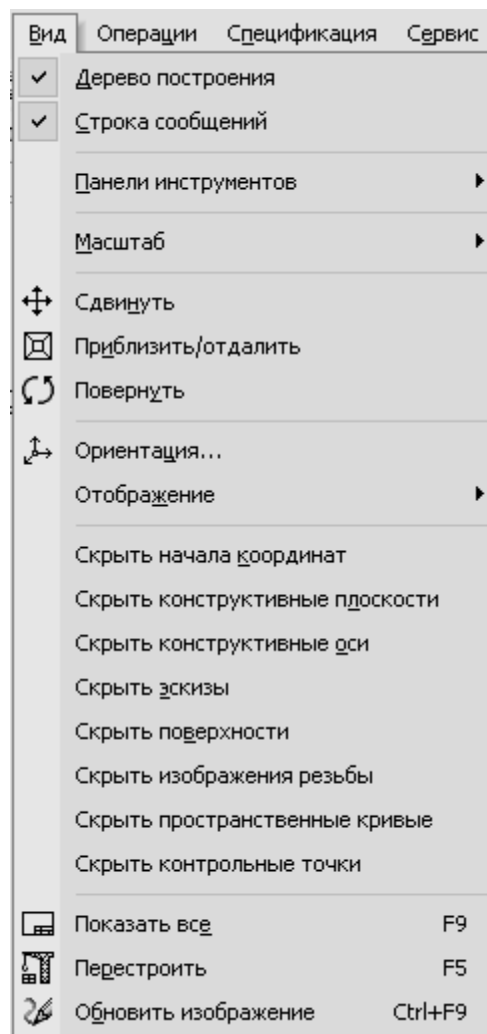 Вид Операции Спецификация Сервис
Дерево построения
Строка сообщений
Панели инструментов
Масштаб
Сдвинуть
Приблизить/отдалить
Повернуть
Ориентация...
Отображение
Скрыть начала координат
Скрыть конструктивные плоскости
Скрыть конструктивные оси
Скрыть эскизы
Скрыть поверхности
Скрыть изображения резьбы
Скрыть пространственные кривые
Скрыть контрольные точки
Показать все F9
Перестроить F5
Обновить изображение Ctrl+F9